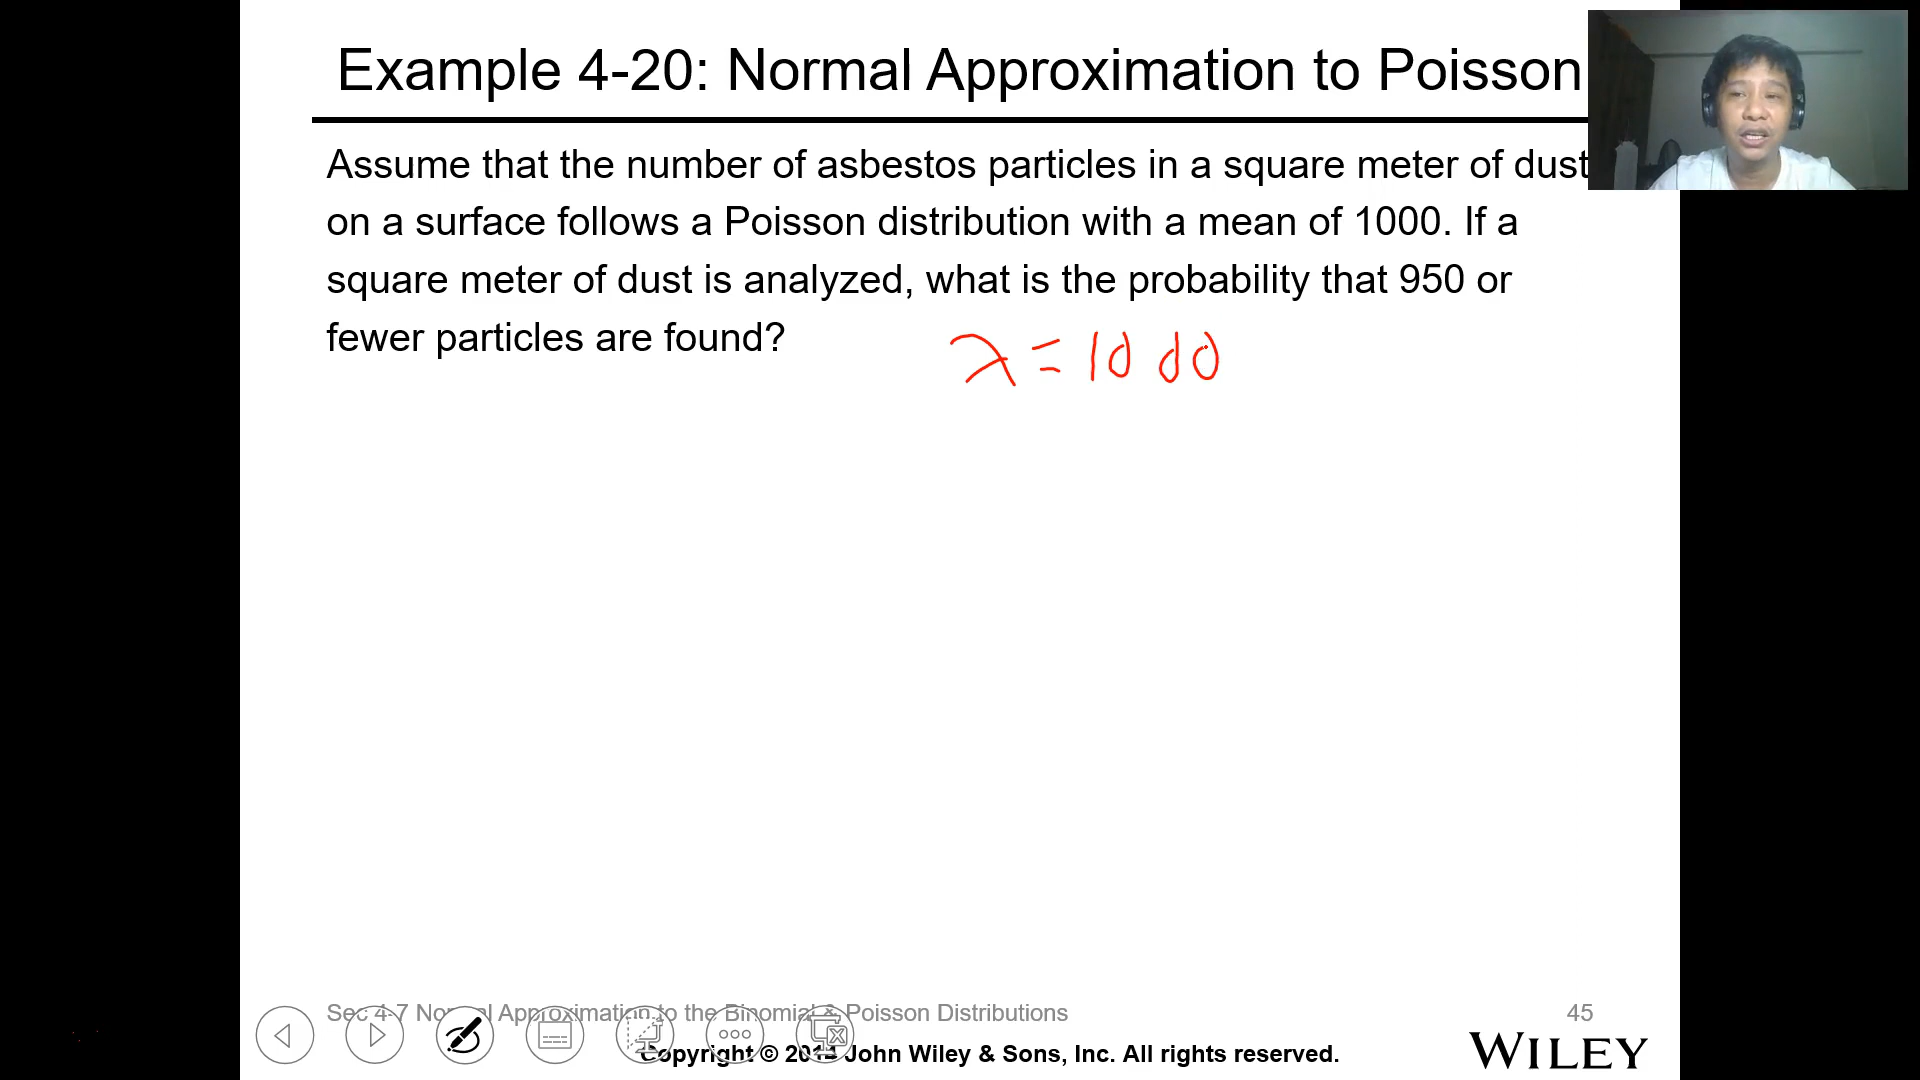 Example 4-20: Normal Approximation to Poisson
Assume that the number of asbestos particles in a square meter of dust
on a surface follows a Poisson distribution with a mean of 1000. If a
square meter of dust is analyzed, what is the probability that 950 or
fewer particles are found?
λ = 1000
Sec 4-7 Normal Approximation to the Binomial & Poisson Distributions
45
Copyright © 2014 John Wiley & Sons, Inc. All rights reserved.
WILEY